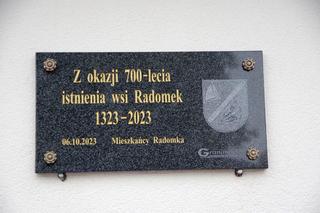 Z okazji 700-lecia
istnienia wsi Radomek
1323-2023
06.10.2023 Mieszkańcy Radomka